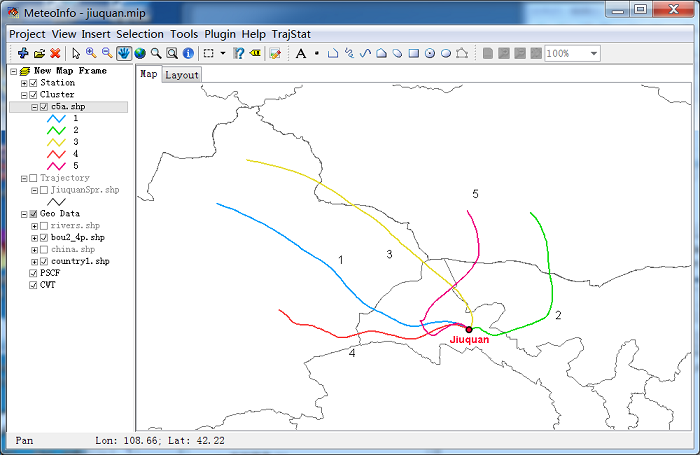 MeteoInfo - jiuquan.mip
Project View Insert Selection Tools Plugin Help TrajStat
A 100%
New Map Frame
Station
Cluster
c5a.shp
1
2
3
4
5
Trajectory
JiuquanSpr.shp
Geo Data
rivers.shp
bou2_4p.shp
china.shp
country1.shp
PSCF
CWT
Map Layout
5
1
3
2
Jiuquan
4
Pan Lon: 108.66; Lat: 42.22